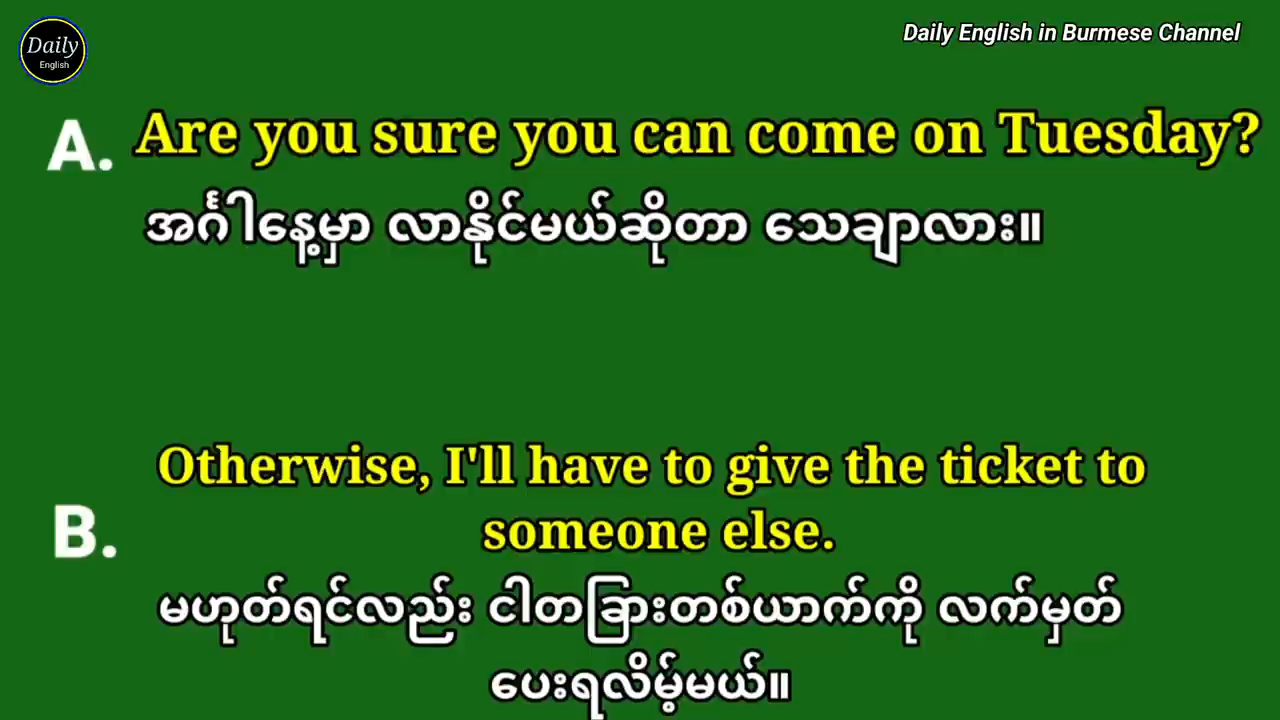 Daily
English
Daily English in Burmese Channel
A. Are you sure you can come on Tuesday?
အင်္ဂါနေ့မှာ လာနိုင်မယ်ဆိုတာ သေချာလား။
Otherwise, I'll have to give the ticket to
B. someone else.
မဟုတ်ရင်လည်း ငါတခြားတစ်ယာက်ကို လက်မှတ်
ပေးရလိမ့်မယ်။